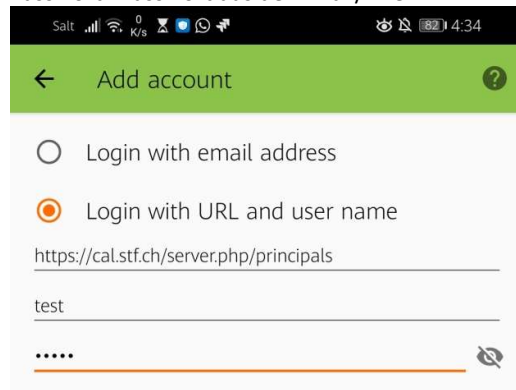 Salt 0 K/s 82 4:34
Add account
Login with email address
Login with URL and user name
https://cal.stf.ch/server.php/principals
test
•••••